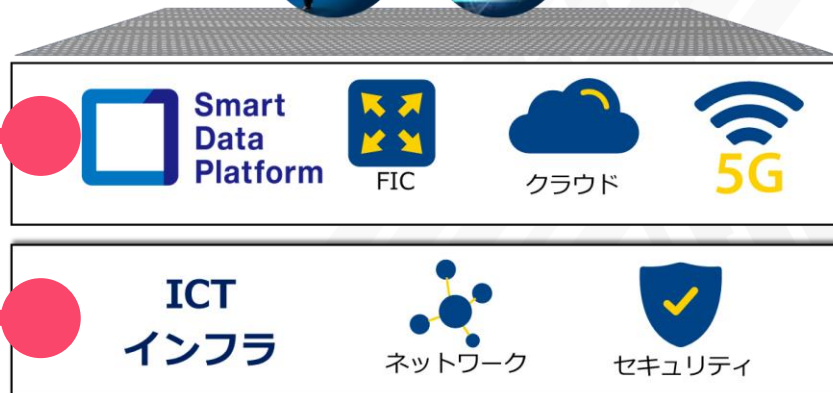 Smart
Data
Platform
FIC
クラウド
5G
ICT
インフラ
ネットワーク
セキュリティ